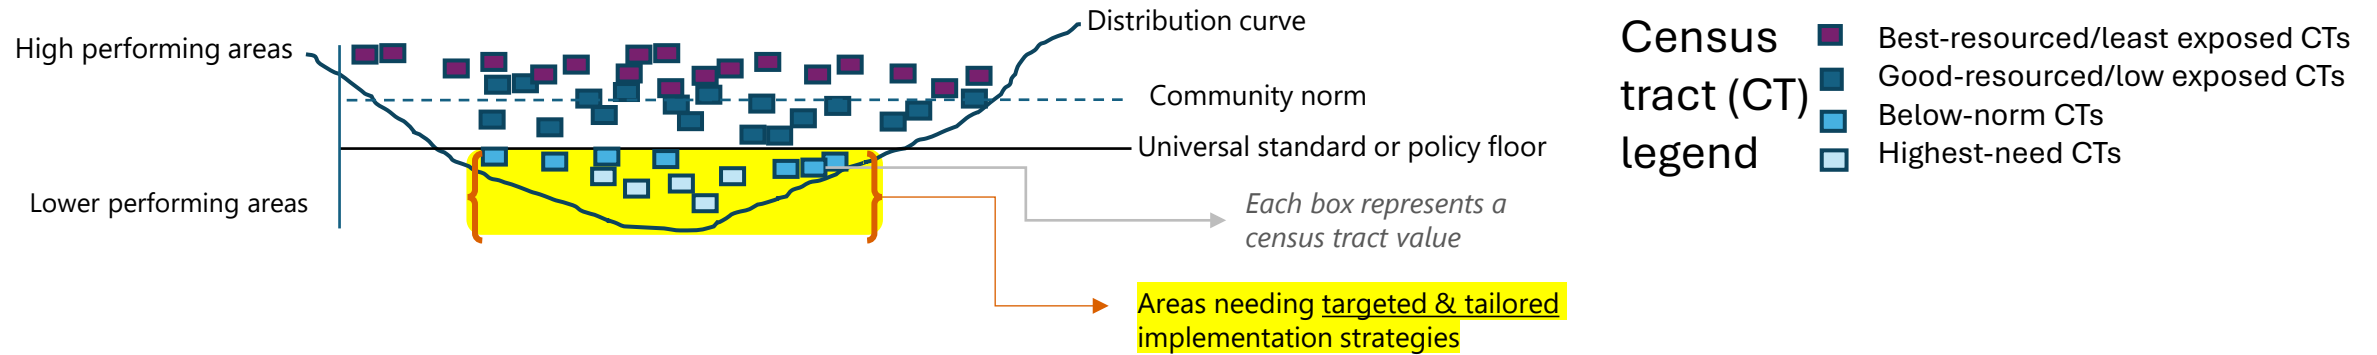 High performing areas
Lower performing areas
Distribution curve
Community norm
Universal standard or policy floor
Each box represents a
census tract value
Areas needing targeted & tailored
implementation strategies
Census
tract (CT)
legend
Best-resourced/least exposed CTs
Good-resourced/low exposed CTs
Below-norm CTs
Highest-need CTs